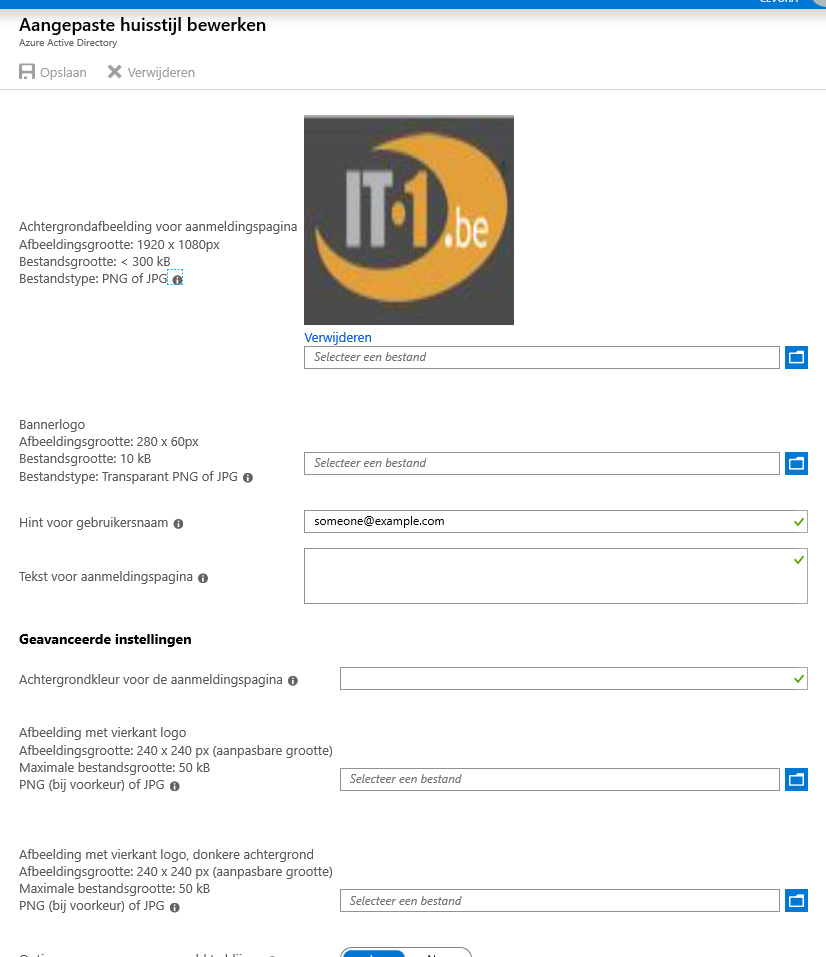 Aangepaste huisstijl bewerken
Azure Active Directory
Opslaan Verwijderen
IT·1.be
Achtergrondafbeelding voor aanmeldingspagina
Afbeeldingsgrootte: 1920 x 1080px
Bestandsgrootte: < 300 kB
Bestandstype: PNG of JPG
Verwijderen
Selecteer een bestand
Bannerlogo
Afbeeldingsgrootte: 280 x 60px
Bestandsgrootte: 10 kB
Bestandstype: Transparant PNG of JPG
Selecteer een bestand
Hint voor gebruikersnaam
someone@example.com
Tekst voor aanmeldingspagina
Geavanceerde instellingen
Achtergrondkleur voor de aanmeldingspagina
Afbeelding met vierkant logo
Afbeeldingsgrootte: 240 x 240 px (aanpasbare grootte)
Maximale bestandsgrootte: 50 kB
PNG (bij voorkeur) of JPG
Selecteer een bestand
Afbeelding met vierkant logo, donkere achtergrond
Afbeeldingsgrootte: 240 x 240 px (aanpasbare grootte)
Maximale bestandsgrootte: 50 kB
PNG (bij voorkeur) of JPG
Selecteer een bestand